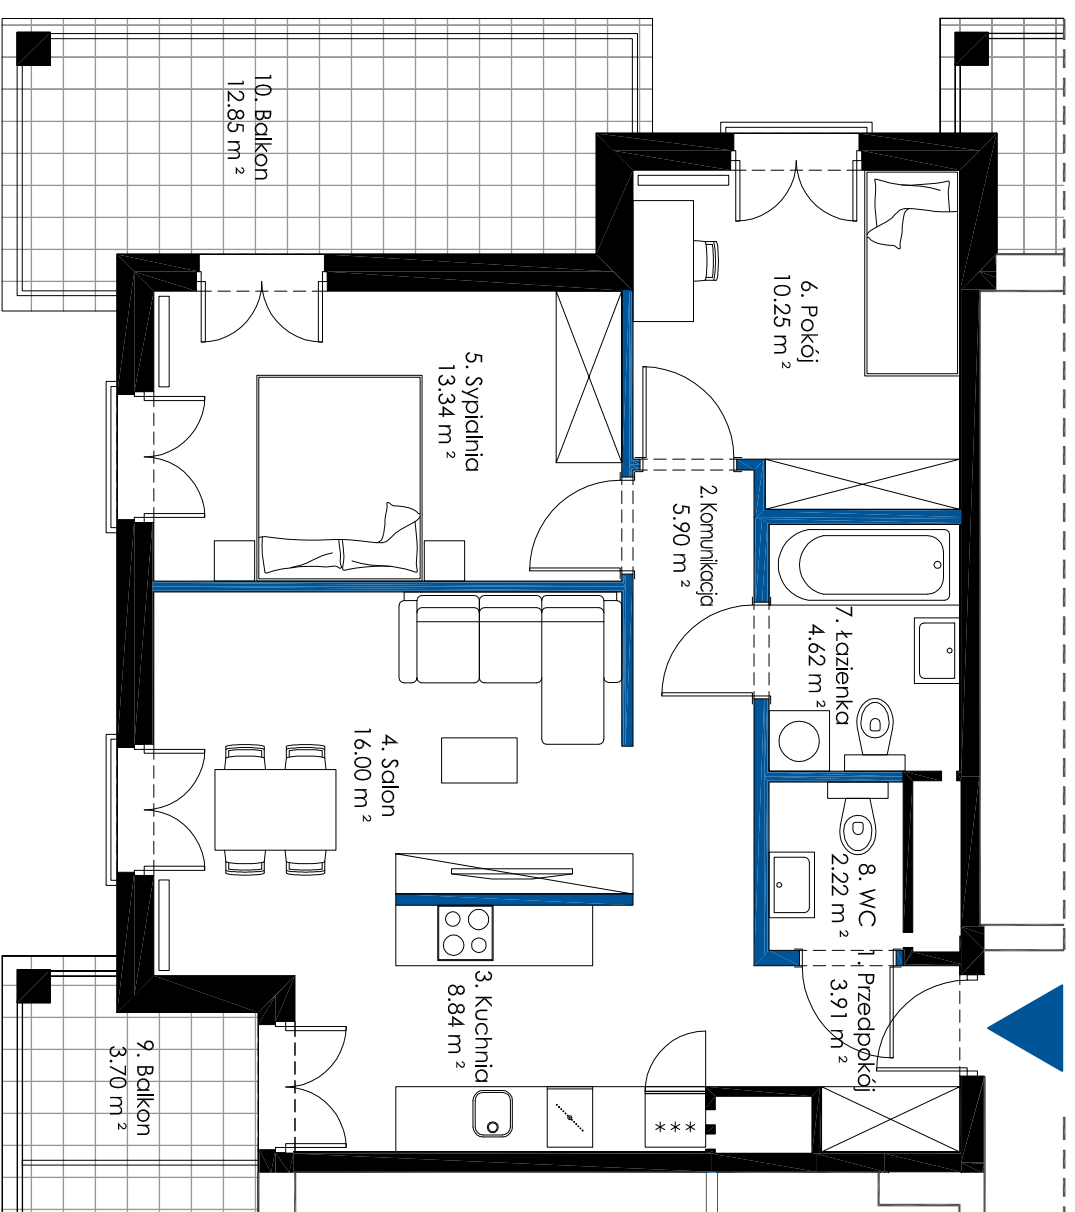 1. Przedpokój
3.91 m ²
2. Komunikacja
5.90 m ²
3. Kuchnia
8.84 m ²
4. Salon
16.00 m ²
5. Sypialnia
13.34 m ²
6. Pokój
10.25 m ²
7. Łazienka
4.62 m ²
8. WC
2.22 m ²
9. Balkon
3.70 m ²
10. Balkon
12.85 m ²